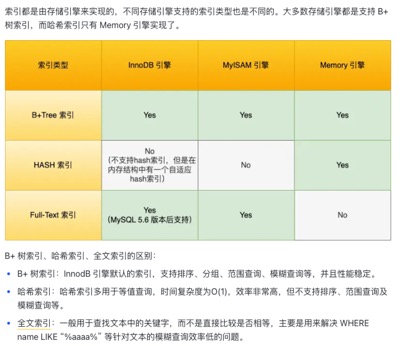 索引都是由存储引擎来实现的，不同存储引擎支持的索引类型也是不同的。大多数存储引擎都是支持 B+
树索引，而哈希索引只有 Memory 引擎实现了。
索引类型 InnoDB 引擎 MyISAM 引擎 Memory 引擎
B+Tree 索引 Yes Yes Yes
HASH 索引 No
（不支持hash索引，但是在
内存结构中有一个自适应
hash索引） No Yes
Full-Text 索引 Yes
(MySQL 5.6 版本后支持) Yes No
B+ 树索引、哈希索引、全文索引的区别：
• B+ 树索引：InnodB 引擎默认的索引，支持排序、分组、范围查询、模糊查询等，并且性能稳定。
• 哈希索引：哈希索引多用于等值查询，时间复杂度为O(1)，效率非常高，但不支持排序、范围查询及
模糊查询等。
• 全文索引：一般用于查找文本中的关键字，而不是直接比较是否相等，主要是用来解决 WHERE
name LIKE “%aaaa%” 等针对文本的模糊查询效率低的问题。